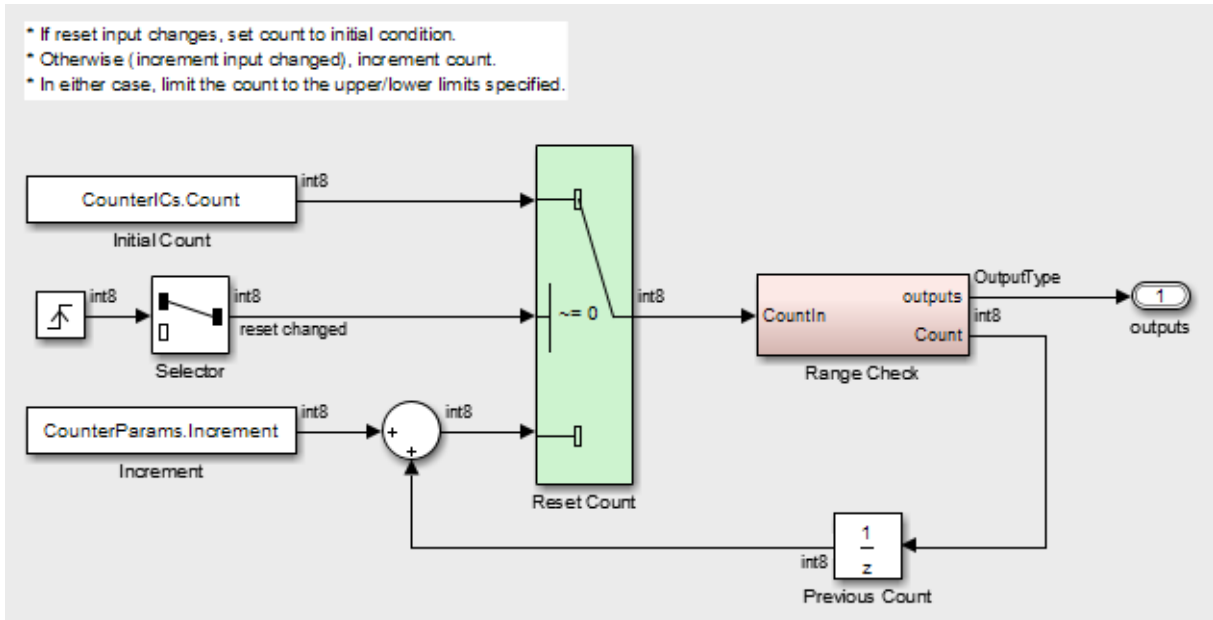 * If reset input changes, set count to initial condition.
* Otherwise (increment input changed), increment count.
* In either case, limit the count to the upper/lower limits specified.
CounterICs.Count
int8
Initial Count
int8
int8
reset changed
Selector
CounterParams.Increment
int8
Increment
+
+
int8
~= 0
Reset Count
int8
CountIn
outputs
Count
Range Check
OutputType
int8
1
outputs
1
z
int8
Previous Count